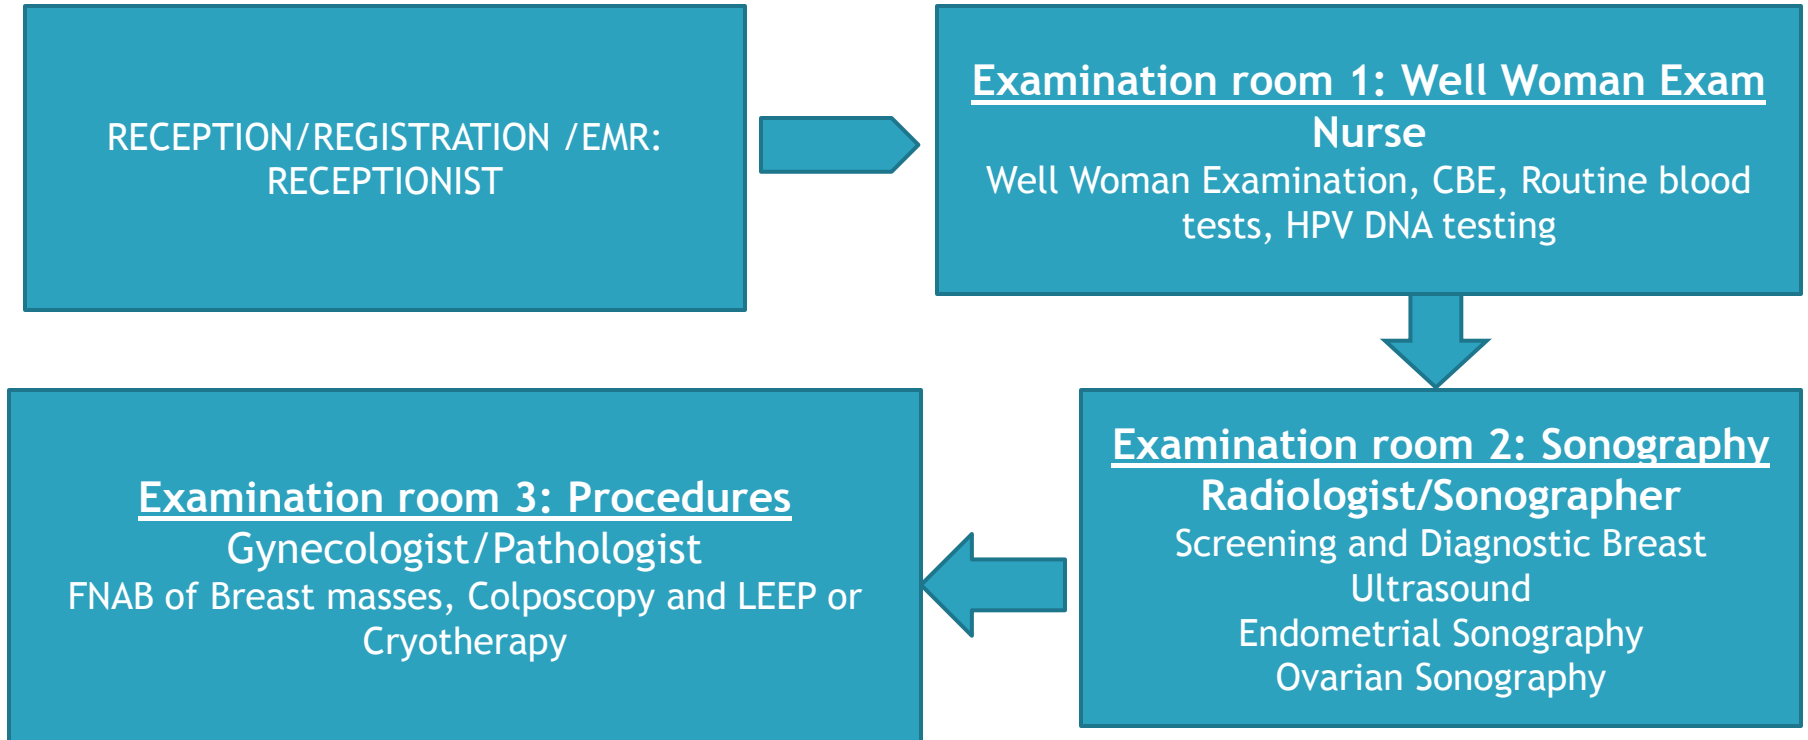 RECEPTION/REGISTRATION /EMR:
RECEPTIONIST
Examination room 1: Well Woman Exam
Nurse
Well Woman Examination, CBE, Routine blood
tests, HPV DNA testing
Examination room 2: Sonography
Radiologist/Sonographer
Screening and Diagnostic Breast
Ultrasound
Endometrial Sonography
Ovarian Sonography
Examination room 3: Procedures
Gynecologist/Pathologist
FNAB of Breast masses, Colposcopy and LEEP or
Cryotherapy